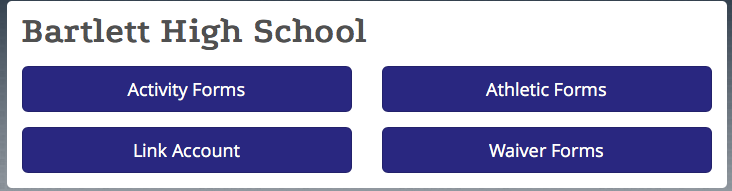 Bartlett High School
Activity Forms
Athletic Forms
Link Account
Waiver Forms